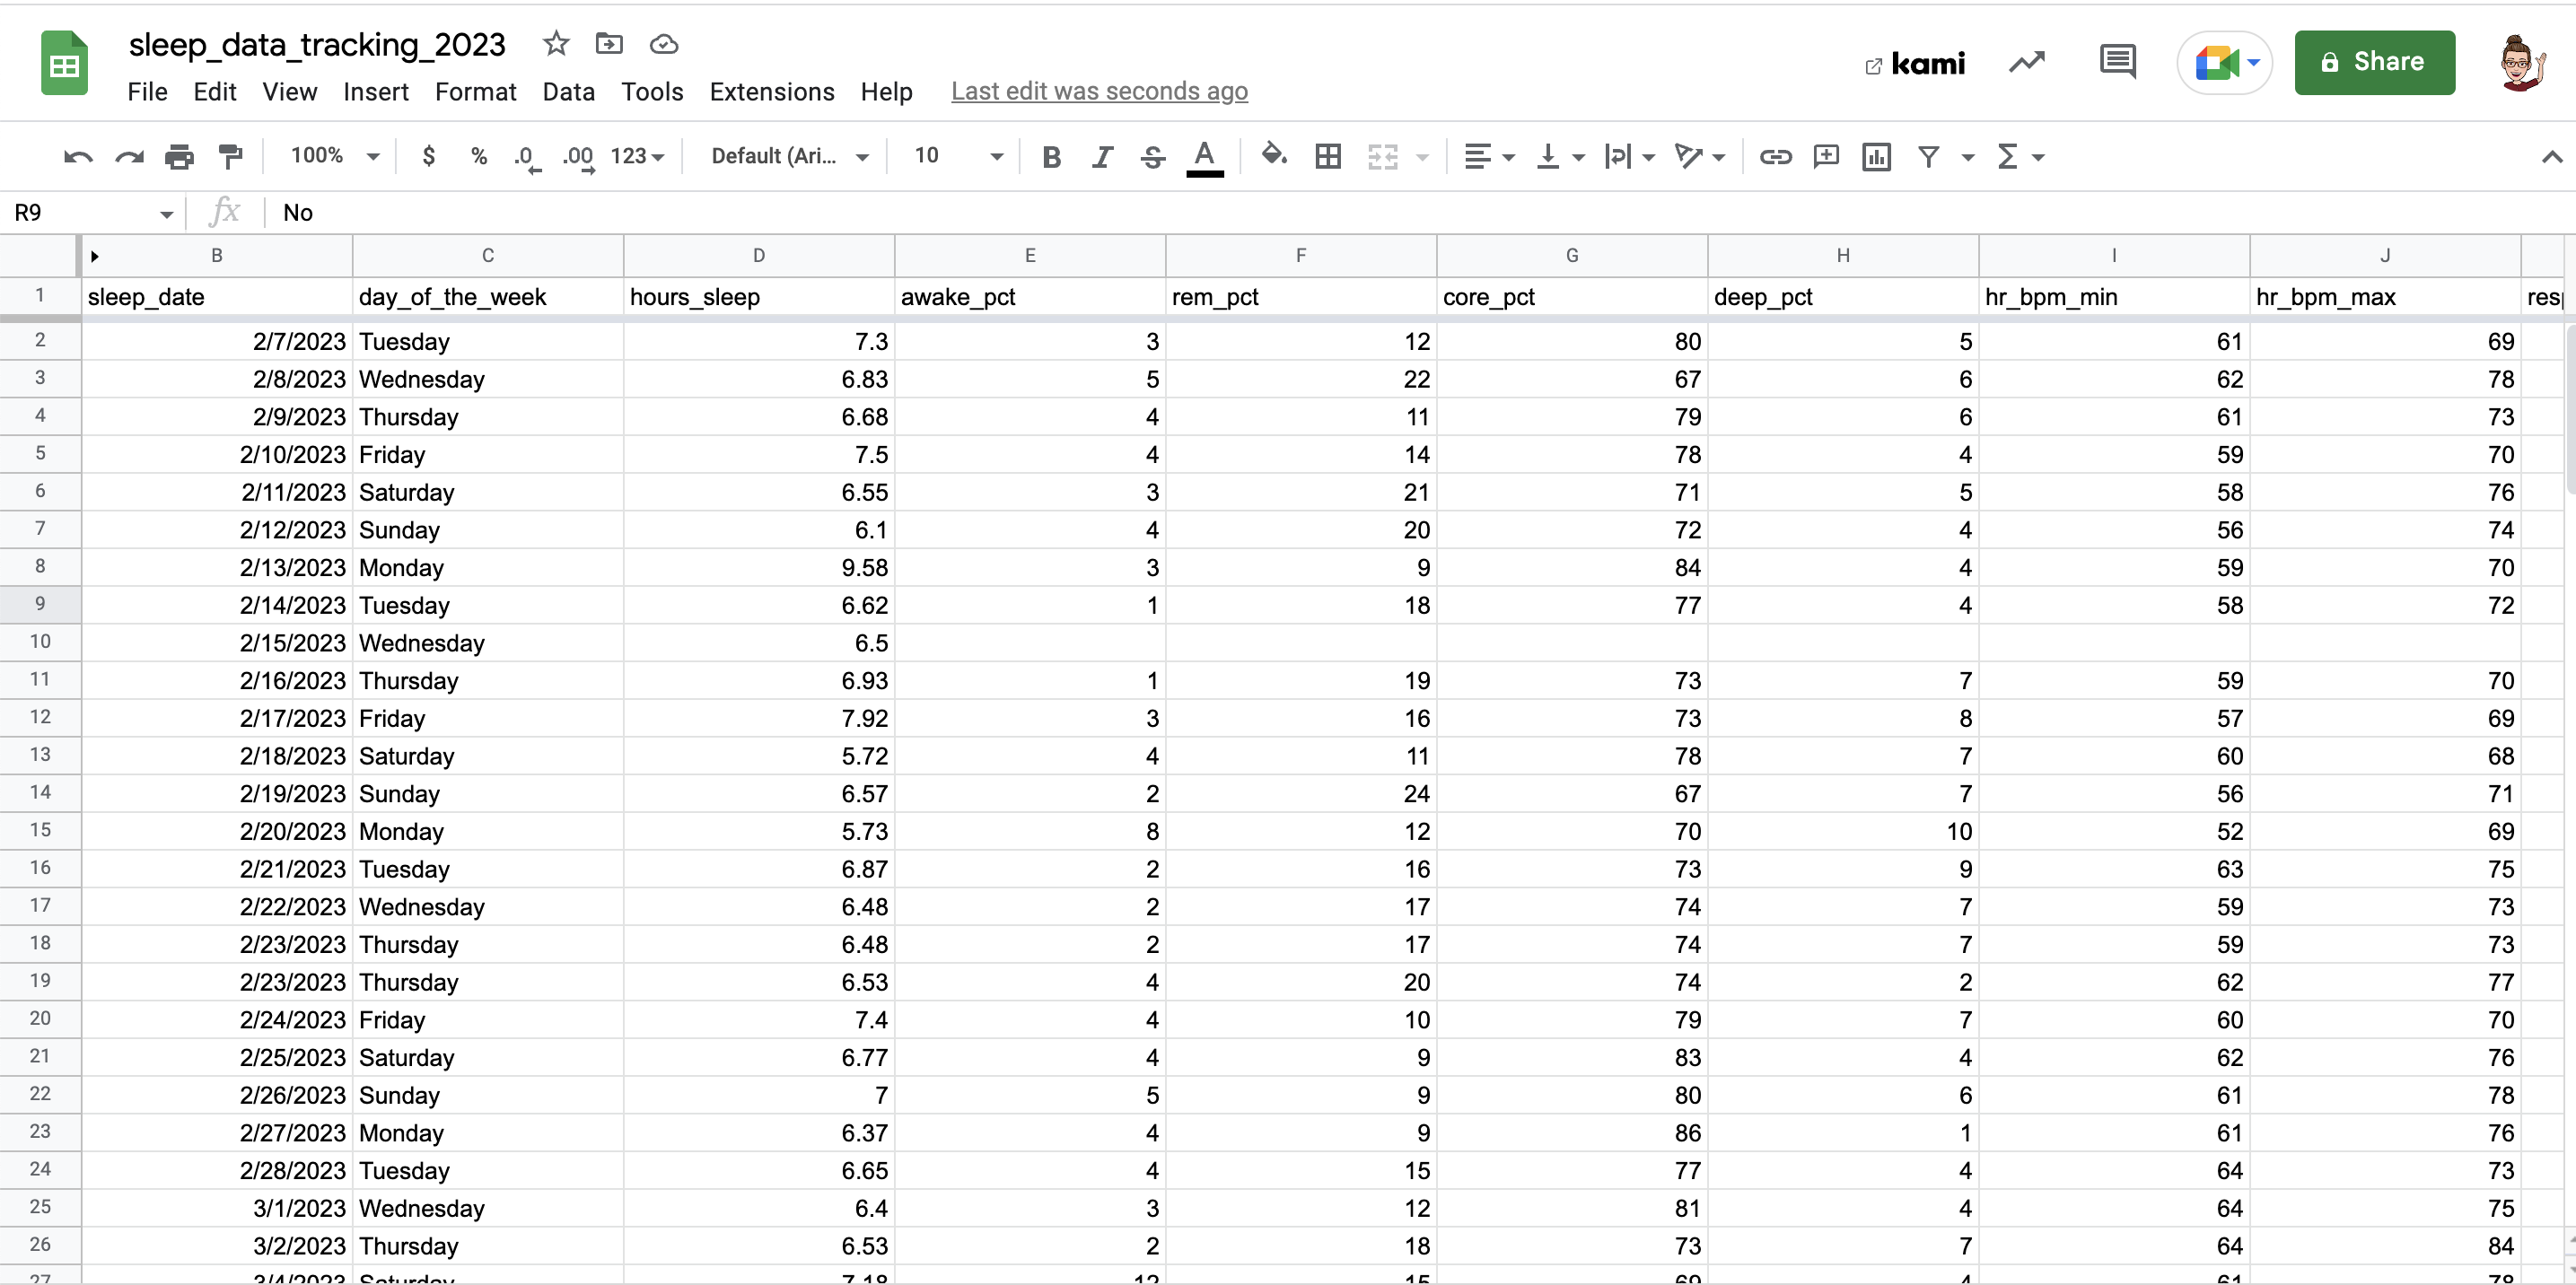 sleep_data_tracking_2023
kami
Share
File Edit View Insert Format Data Tools Extensions Help Last edit was seconds ago
100% $ % .0 .00 123 Default (Ari... 10 B I S A
R9 fx No
B C D E F G H I J
1 sleep_date day_of_the_week hours_sleep awake_pct rem_pct core_pct deep_pct hr_bpm_min hr_bpm_max
2 2/7/2023 Tuesday 7.3 3 12 80 5 61 69
3 2/8/2023 Wednesday 6.83 5 22 67 6 62 78
4 2/9/2023 Thursday 6.68 4 11 79 6 61 73
5 2/10/2023 Friday 7.5 4 14 78 4 59 70
6 2/11/2023 Saturday 6.55 3 21 71 5 58 76
7 2/12/2023 Sunday 6.1 4 20 72 4 56 74
8 2/13/2023 Monday 9.58 3 9 84 4 59 70
9 2/14/2023 Tuesday 6.62 1 18 77 4 58 72
10 2/15/2023 Wednesday 6.5
11 2/16/2023 Thursday 6.93 1 19 73 7 59 70
12 2/17/2023 Friday 7.92 3 16 73 8 57 69
13 2/18/2023 Saturday 5.72 4 11 78 7 60 68
14 2/19/2023 Sunday 6.57 2 24 67 7 56 71
15 2/20/2023 Monday 5.73 8 12 70 10 52 69
16 2/21/2023 Tuesday 6.87 2 16 73 9 63 75
17 2/22/2023 Wednesday 6.48 2 17 74 7 59 73
18 2/23/2023 Thursday 6.48 2 17 74 7 59 73
19 2/23/2023 Thursday 6.53 4 20 74 2 62 77
20 2/24/2023 Friday 7.4 4 10 79 7 60 70
21 2/25/2023 Saturday 6.77 4 9 83 4 62 76
22 2/26/2023 Sunday 7 5 9 80 6 61 78
23 2/27/2023 Monday 6.37 4 9 86 1 61 76
24 2/28/2023 Tuesday 6.65 4 15 77 4 64 73
25 3/1/2023 Wednesday 6.4 3 12 81 4 64 75
26 3/2/2023 Thursday 6.53 2 18 73 7 64 84
27 3/4/2023 Saturday 7.18 12 15 69 4 61 78